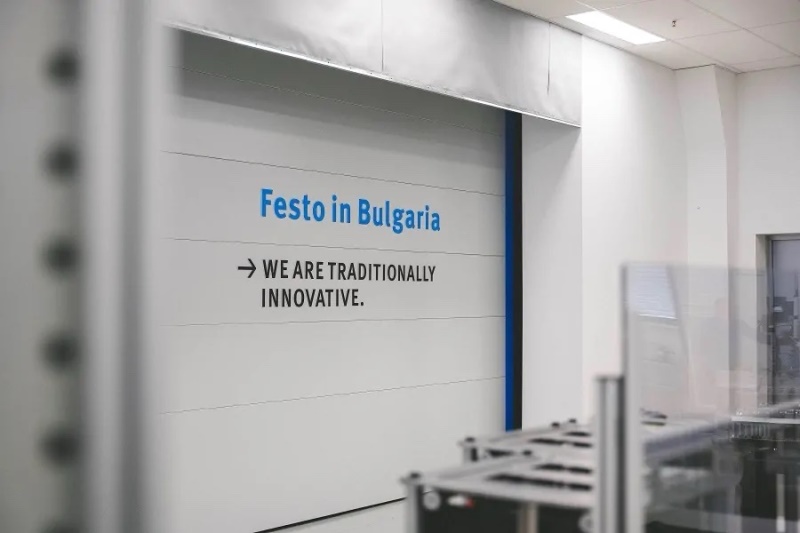 Festo in Bulgaria
→ WE ARE TRADITIONALLY
INNOVATIVE.